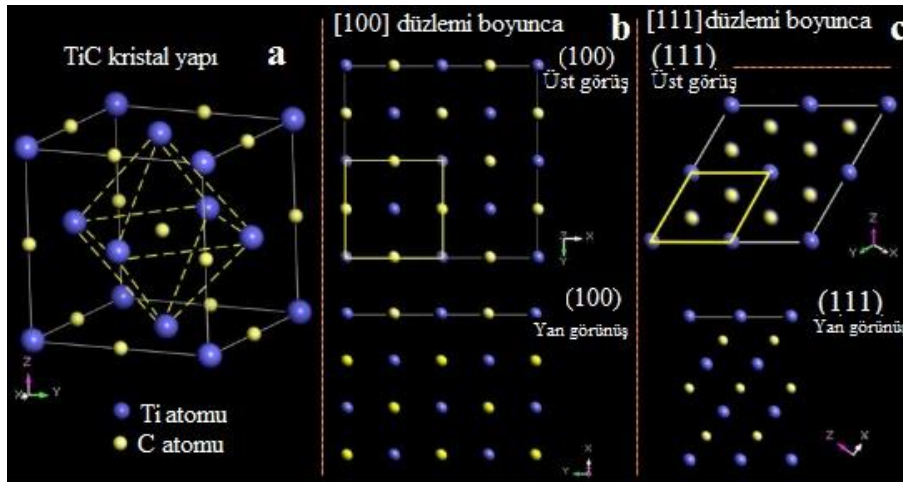 TiC kristal yapı
a
Z
X
Y
Ti atomu
C atomu
[100] düzlemi boyunca
b
(100)
Üst görüş
Z
X
Y
(100)
Yan görünüş
X
Y
Z
[111] düzlemi boyunca
c
(111)
Üst görüş
Z
Y
X
(111)
Yan görünüş
Z
X